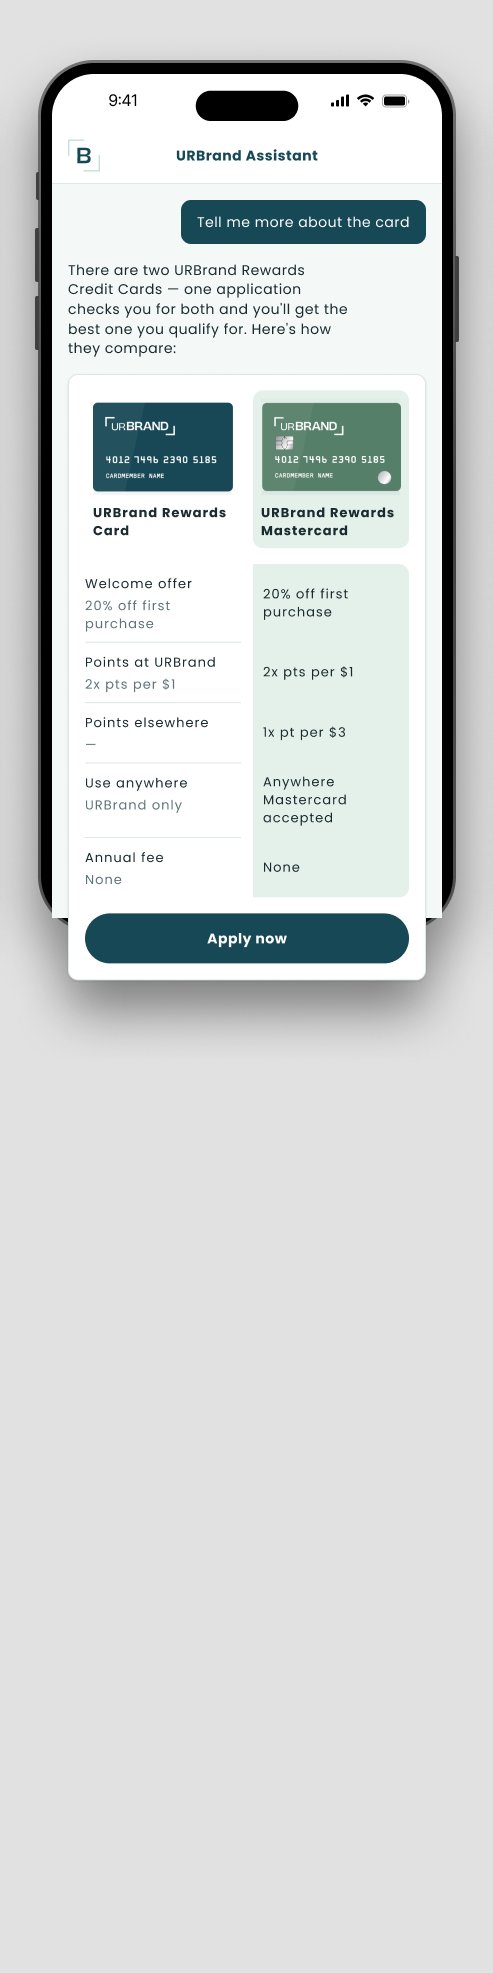 9:41
B
URBrand Assistant
Tell me more about the card
There are two URBrand Rewards
Credit Cards — one application
checks you for both and you'll get the
best one you qualify for. Here's how
they compare:
URBRAND
4012 7496 2390 5185
CARDMEMBER NAME
URBRAND
4012 7496 2390 5185
CARDMEMBER NAME
URBrand Rewards
Card
URBrand Rewards
Mastercard
Welcome offer
20% off first
purchase
20% off first
purchase
Points at URBrand
2x pts per $1
2x pts per $1
Points elsewhere
—
1x pt per $3
Use anywhere
URBrand only
Anywhere
Mastercard
accepted
Annual fee
None
None
Apply now